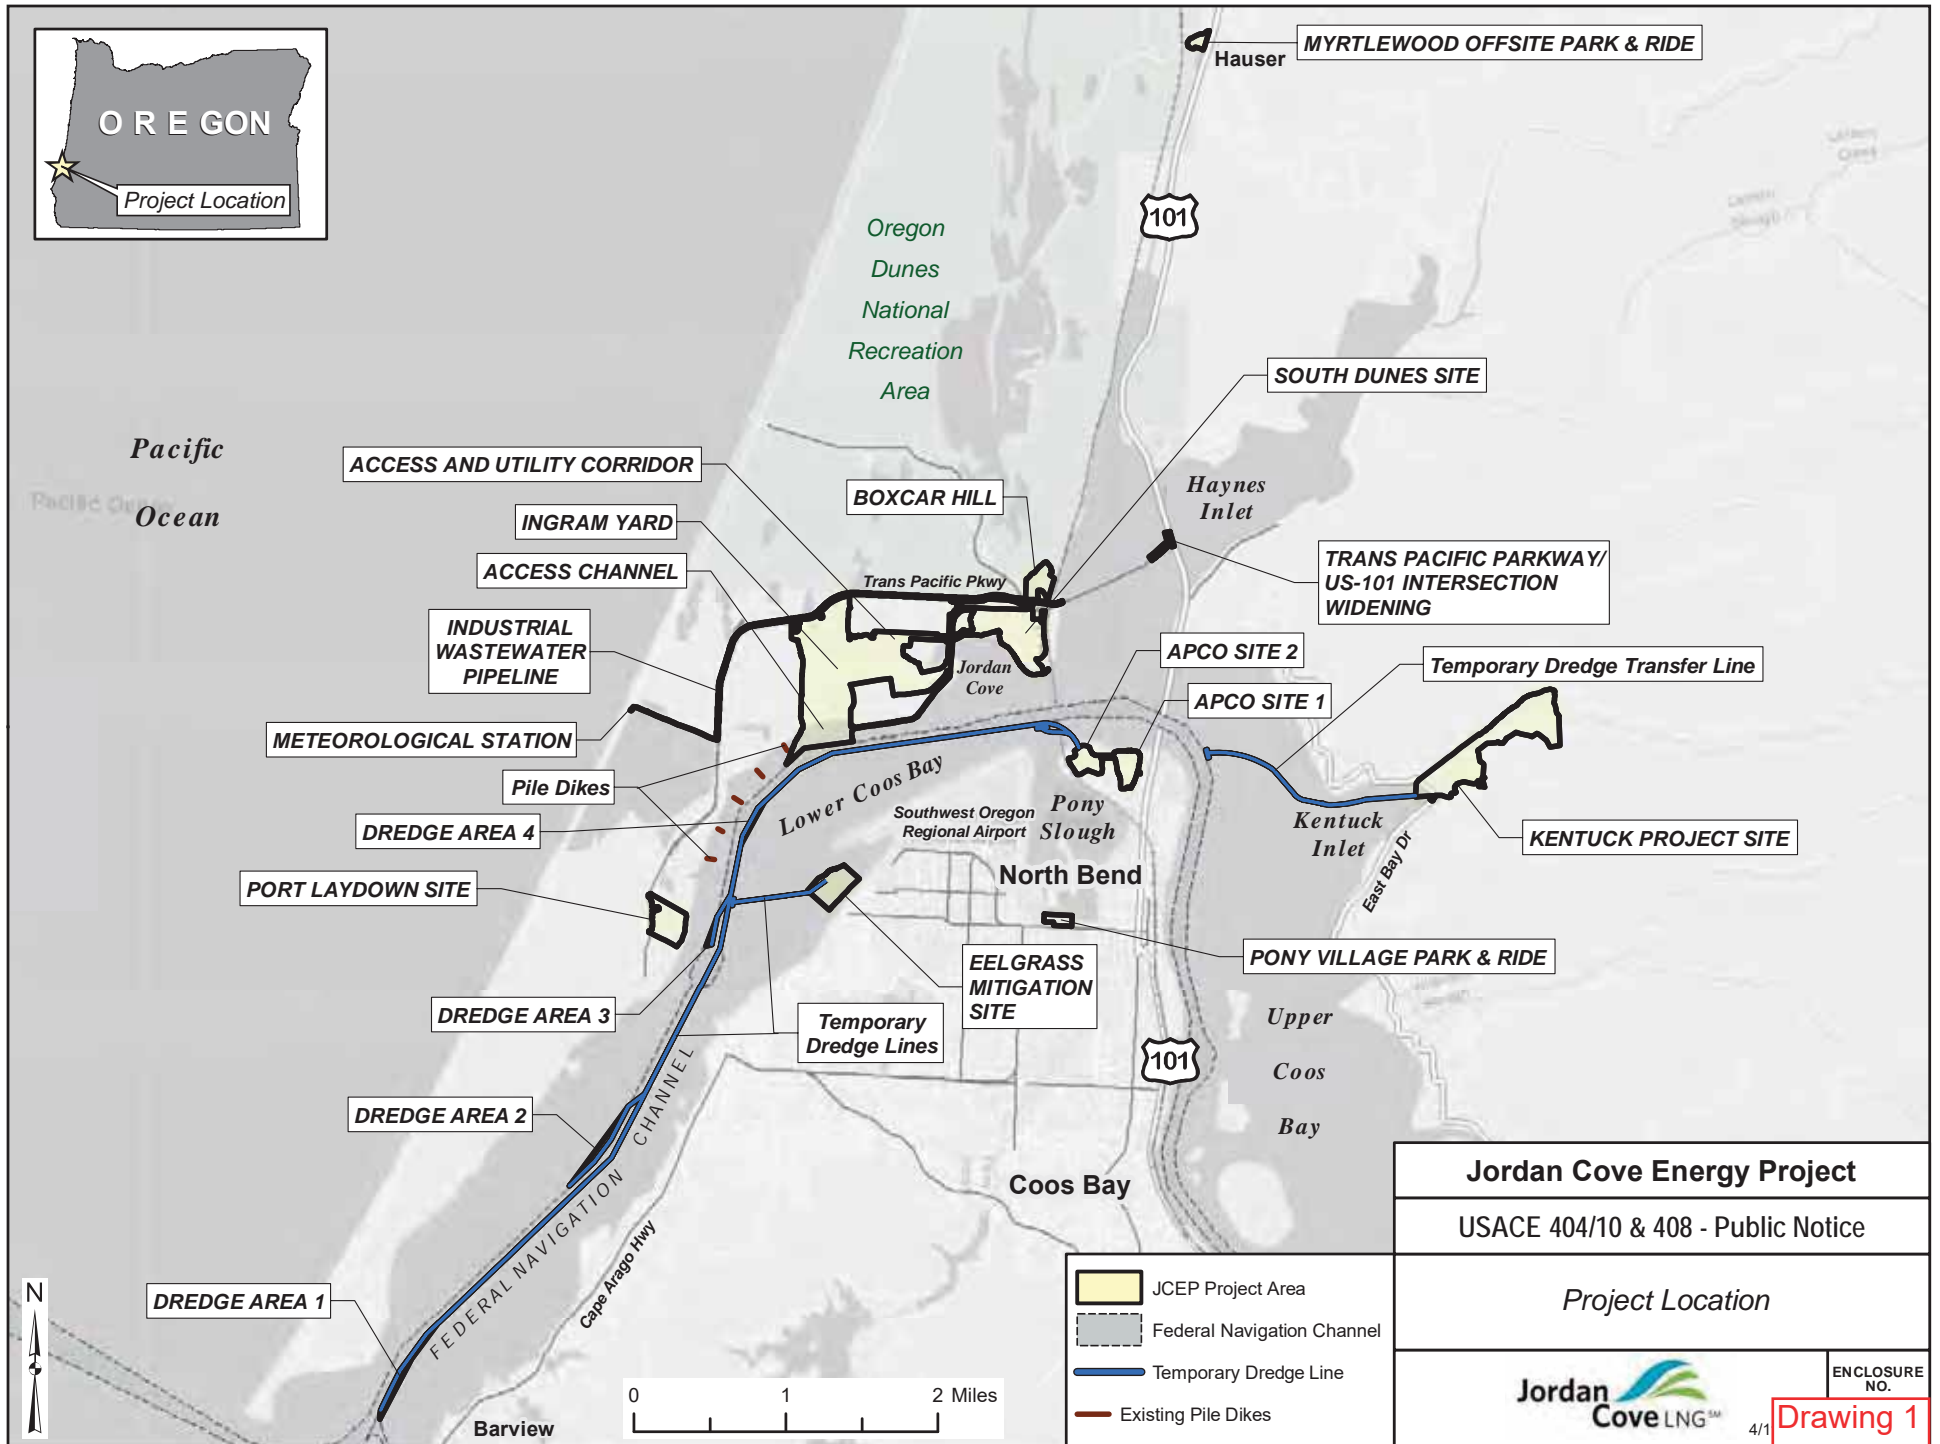 OREGON
Project Location
MYRTLEWOOD OFFSITE PARK & RIDE
Hauser
101
Oregon
Dunes
National
Recreation
Area
SOUTH DUNES SITE
Pacific
Ocean
Pacific Ocean
ACCESS AND UTILITY CORRIDOR
BOXCAR HILL
Haynes
Inlet
INGRAM YARD
ACCESS CHANNEL
Trans Pacific Pkwy
TRANS PACIFIC PARKWAY/
US-101 INTERSECTION
WIDENING
INDUSTRIAL
WASTEWATER
PIPELINE
Jordan
Cove
APCO SITE 2
Temporary Dredge Transfer Line
APCO SITE 1
METEOROLOGICAL STATION
Pile Dikes
Lower Coos Bay
DREDGE AREA 4
Southwest Oregon
Regional Airport
Pony
Slough
Kentuck
Inlet
KENTUCK PROJECT SITE
East Bay Dr
PORT LAYDOWN SITE
North Bend
PONY VILLAGE PARK & RIDE
EELGRASS
MITIGATION
SITE
DREDGE AREA 3
Temporary
Dredge Lines
Upper
Coos
Bay
101
DREDGE AREA 2
FEDERAL NAVIGATION CHANNEL
Coos Bay
Cape Arago Hwy
DREDGE AREA 1
N
Barview
0 1 2 Miles
JCEP Project Area
Federal Navigation Channel
Temporary Dredge Line
Existing Pile Dikes
Jordan Cove Energy Project
USACE 404/10 & 408 - Public Notice
Project Location
Jordan
Cove LNG SM
ENCLOSURE
NO.
4/1
Drawing 1